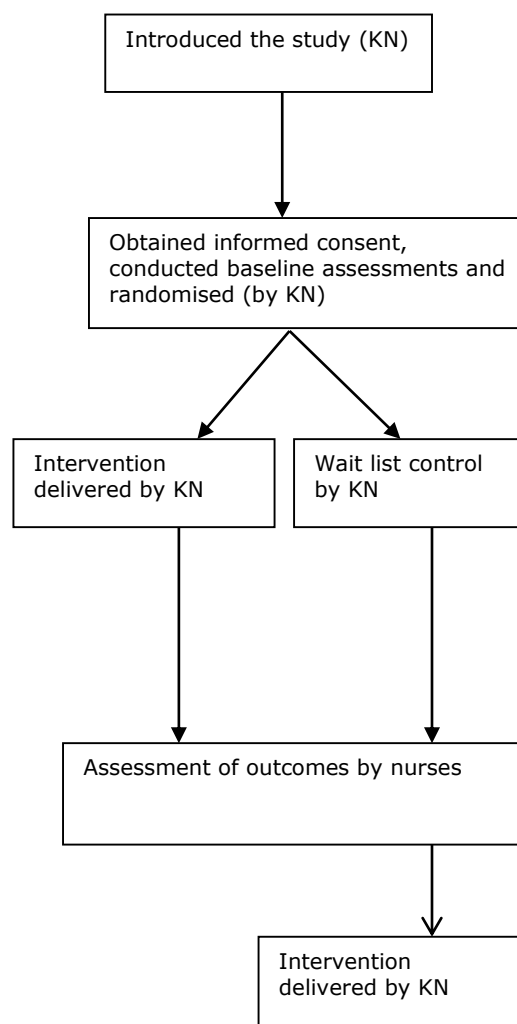 Introduced the study (KN)
Obtained informed consent,
conducted baseline assessments and
randomised (by KN)
Intervention
delivered by KN
Wait list control
by KN
Assessment of outcomes by nurses
Intervention
delivered by KN